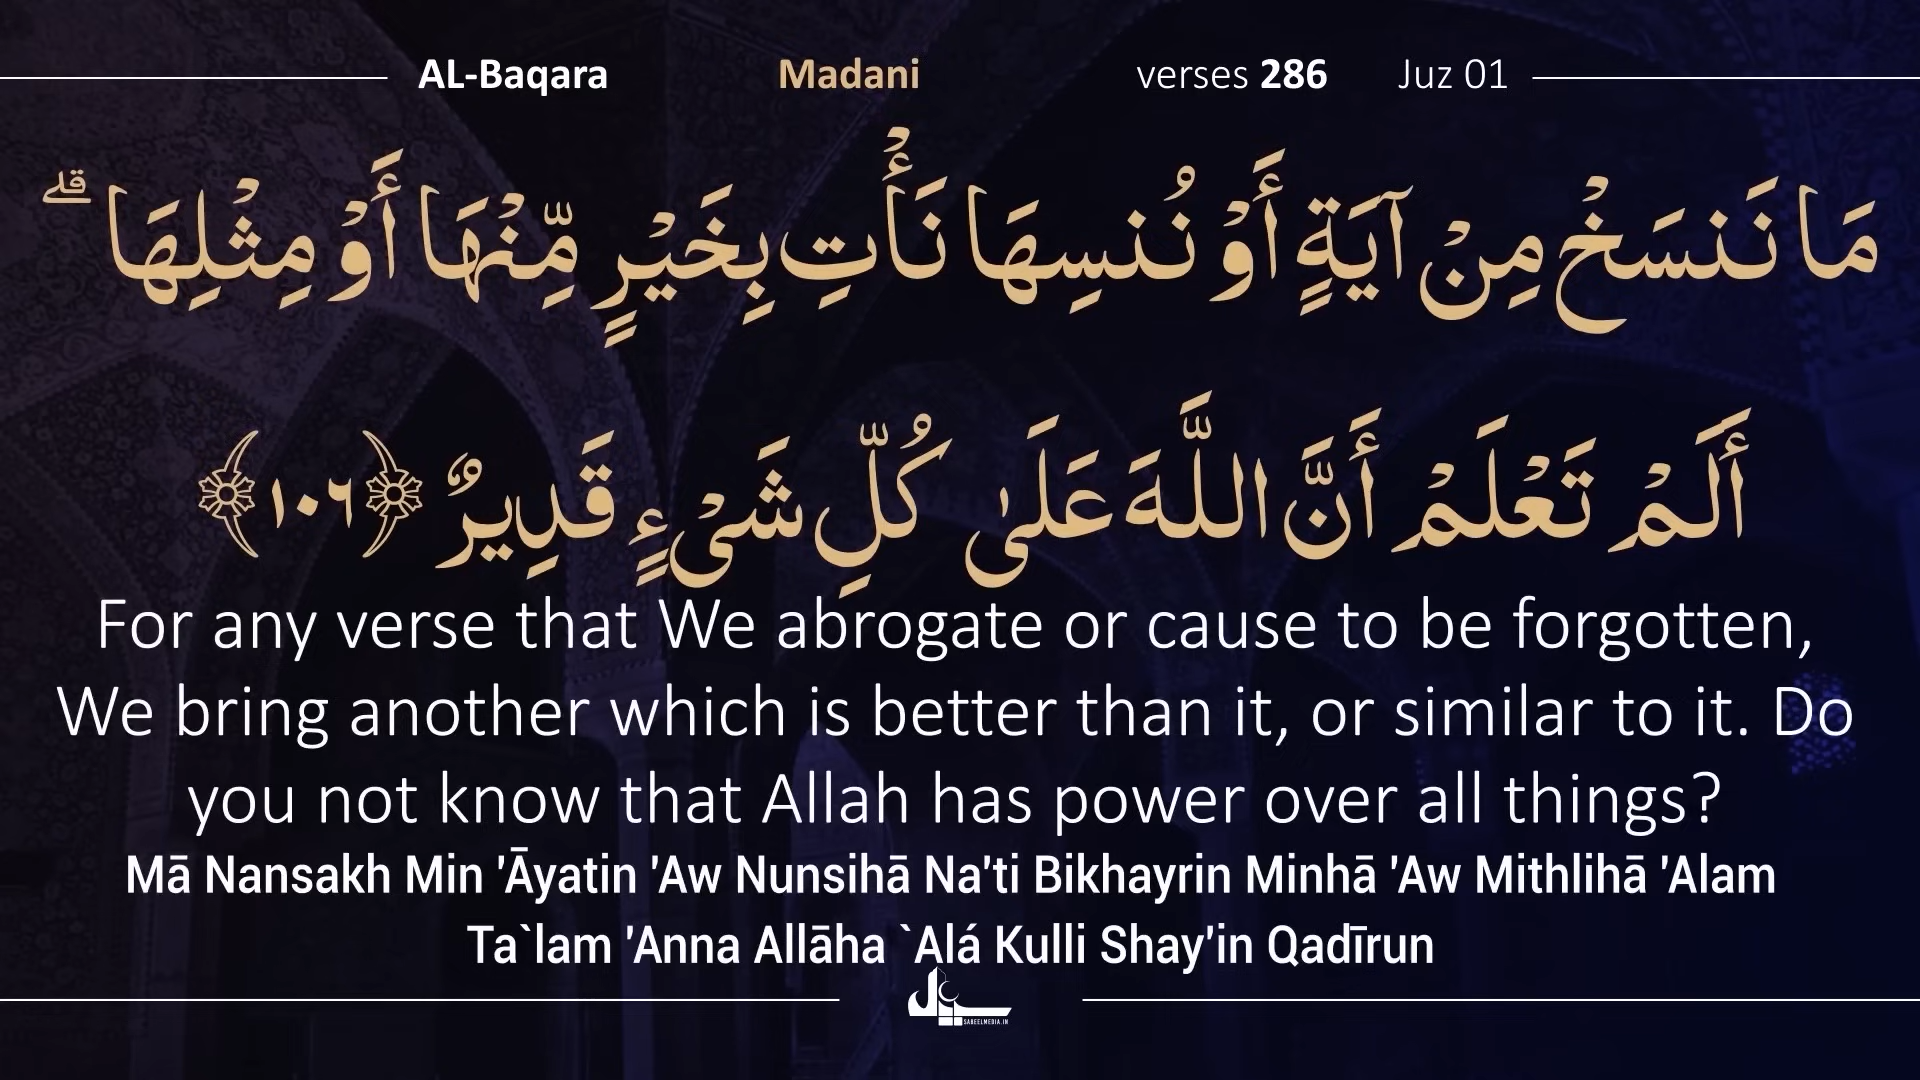 AL-Baqara Madani verses 286 Juz 01
مَا نَنسَخْ مِنْ آيَةٍ أَوْ نُنسِهَا نَأْتِ بِخَيْرٍ مِّنْهَا أَوْ مِثْلِهَا ۗ
أَلَمْ تَعْلَمْ أَنَّ اللَّهَ عَلَىٰ كُلِّ شَيْءٍ قَدِيرٌ ﴿١٠٦﴾
For any verse that We abrogate or cause to be forgotten,
We bring another which is better than it, or similar to it. Do
you not know that Allah has power over all things?
Mā Nansakh Min 'Āyatin 'Aw Nunsihā Na'ti Bikhayrin Minhā 'Aw Mithlihā 'Alam
Ta`lam 'Anna Allāha `Alá Kulli Shay'in Qadīrun
SABEELMEDIA.IN